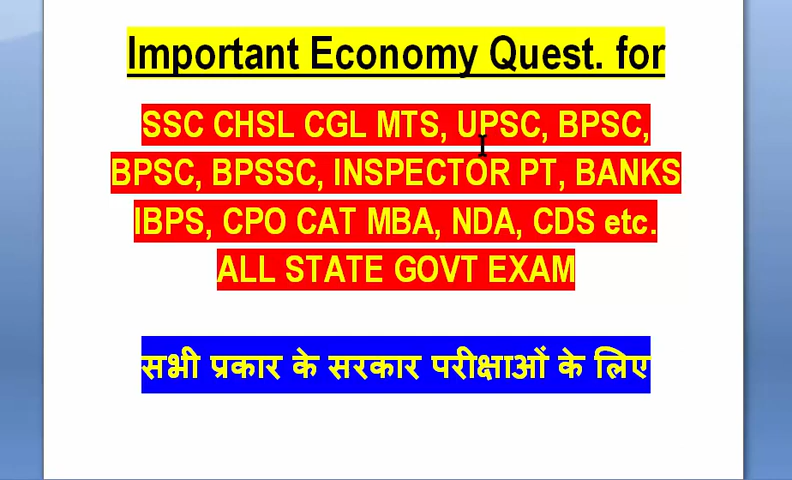 Important Economy Quest. for
SSC CHSL CGL MTS, UPSC, BPSC,
BPSC, BPSSC, INSPECTOR PT, BANKS
IBPS, CPO CAT MBA, NDA, CDS etc.
ALL STATE GOVT EXAM
सभी प्रकार के सरकार परीक्षाओं के लिए